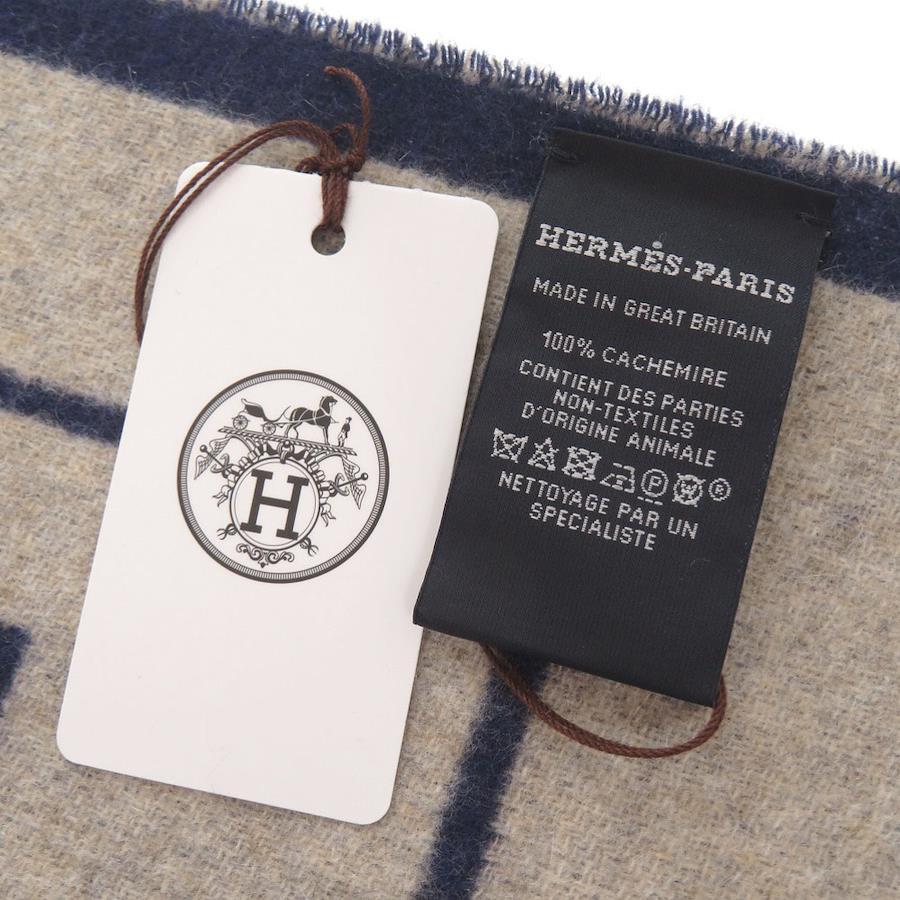 H
HERMÈS-PARIS
MADE IN GREAT BRITAIN
100% CACHEMIRE
CONTIENT DES PARTIES
NON-TEXTILES
D'ORIGINE ANIMALE
P ®
NETTOYAGE PAR UN
SPECIALISTE